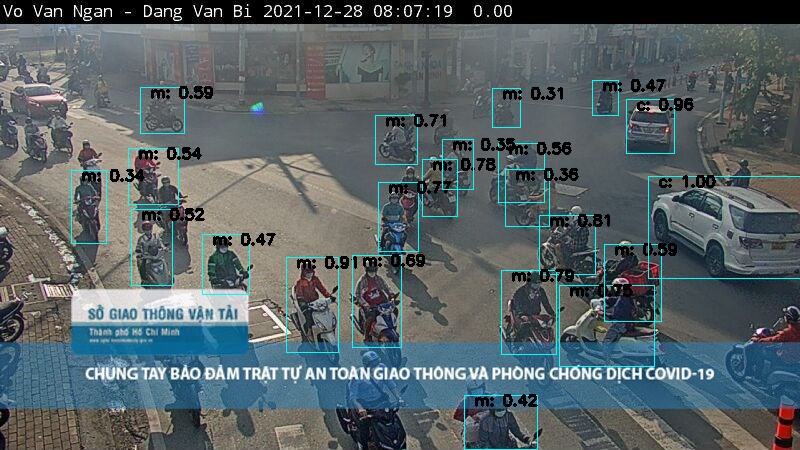 Vo Van Ngan - Dang Van Bi 2021-12-28 08:07:19 0.00
m: 0.59
m: 0.31
m: 0.47
c: 0.96
m: 0.71
m: 0.35
m: 0.56
m: 0.54
m: 0.78
m: 0.34
m: 0.36
m: 0.77
c: 1.00
m: 0.52
m: 0.81
m: 0.47
m: 0.59
m: 0.91
m: 0.69
m: 0.79
SỞ GIAO THÔNG VẬN TẢI
Thành phố Hồ Chí Minh
CHUNG TAY BẢO ĐẢM TRẬT TỰ AN TOÀN GIAO THÔNG VÀ PHÒNG CHỐNG DỊCH COVID-19
m: 0.42